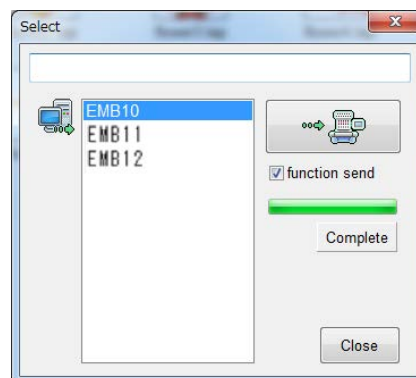 Select
EMB10
EMB11
EMB12
function send
Complete
Close